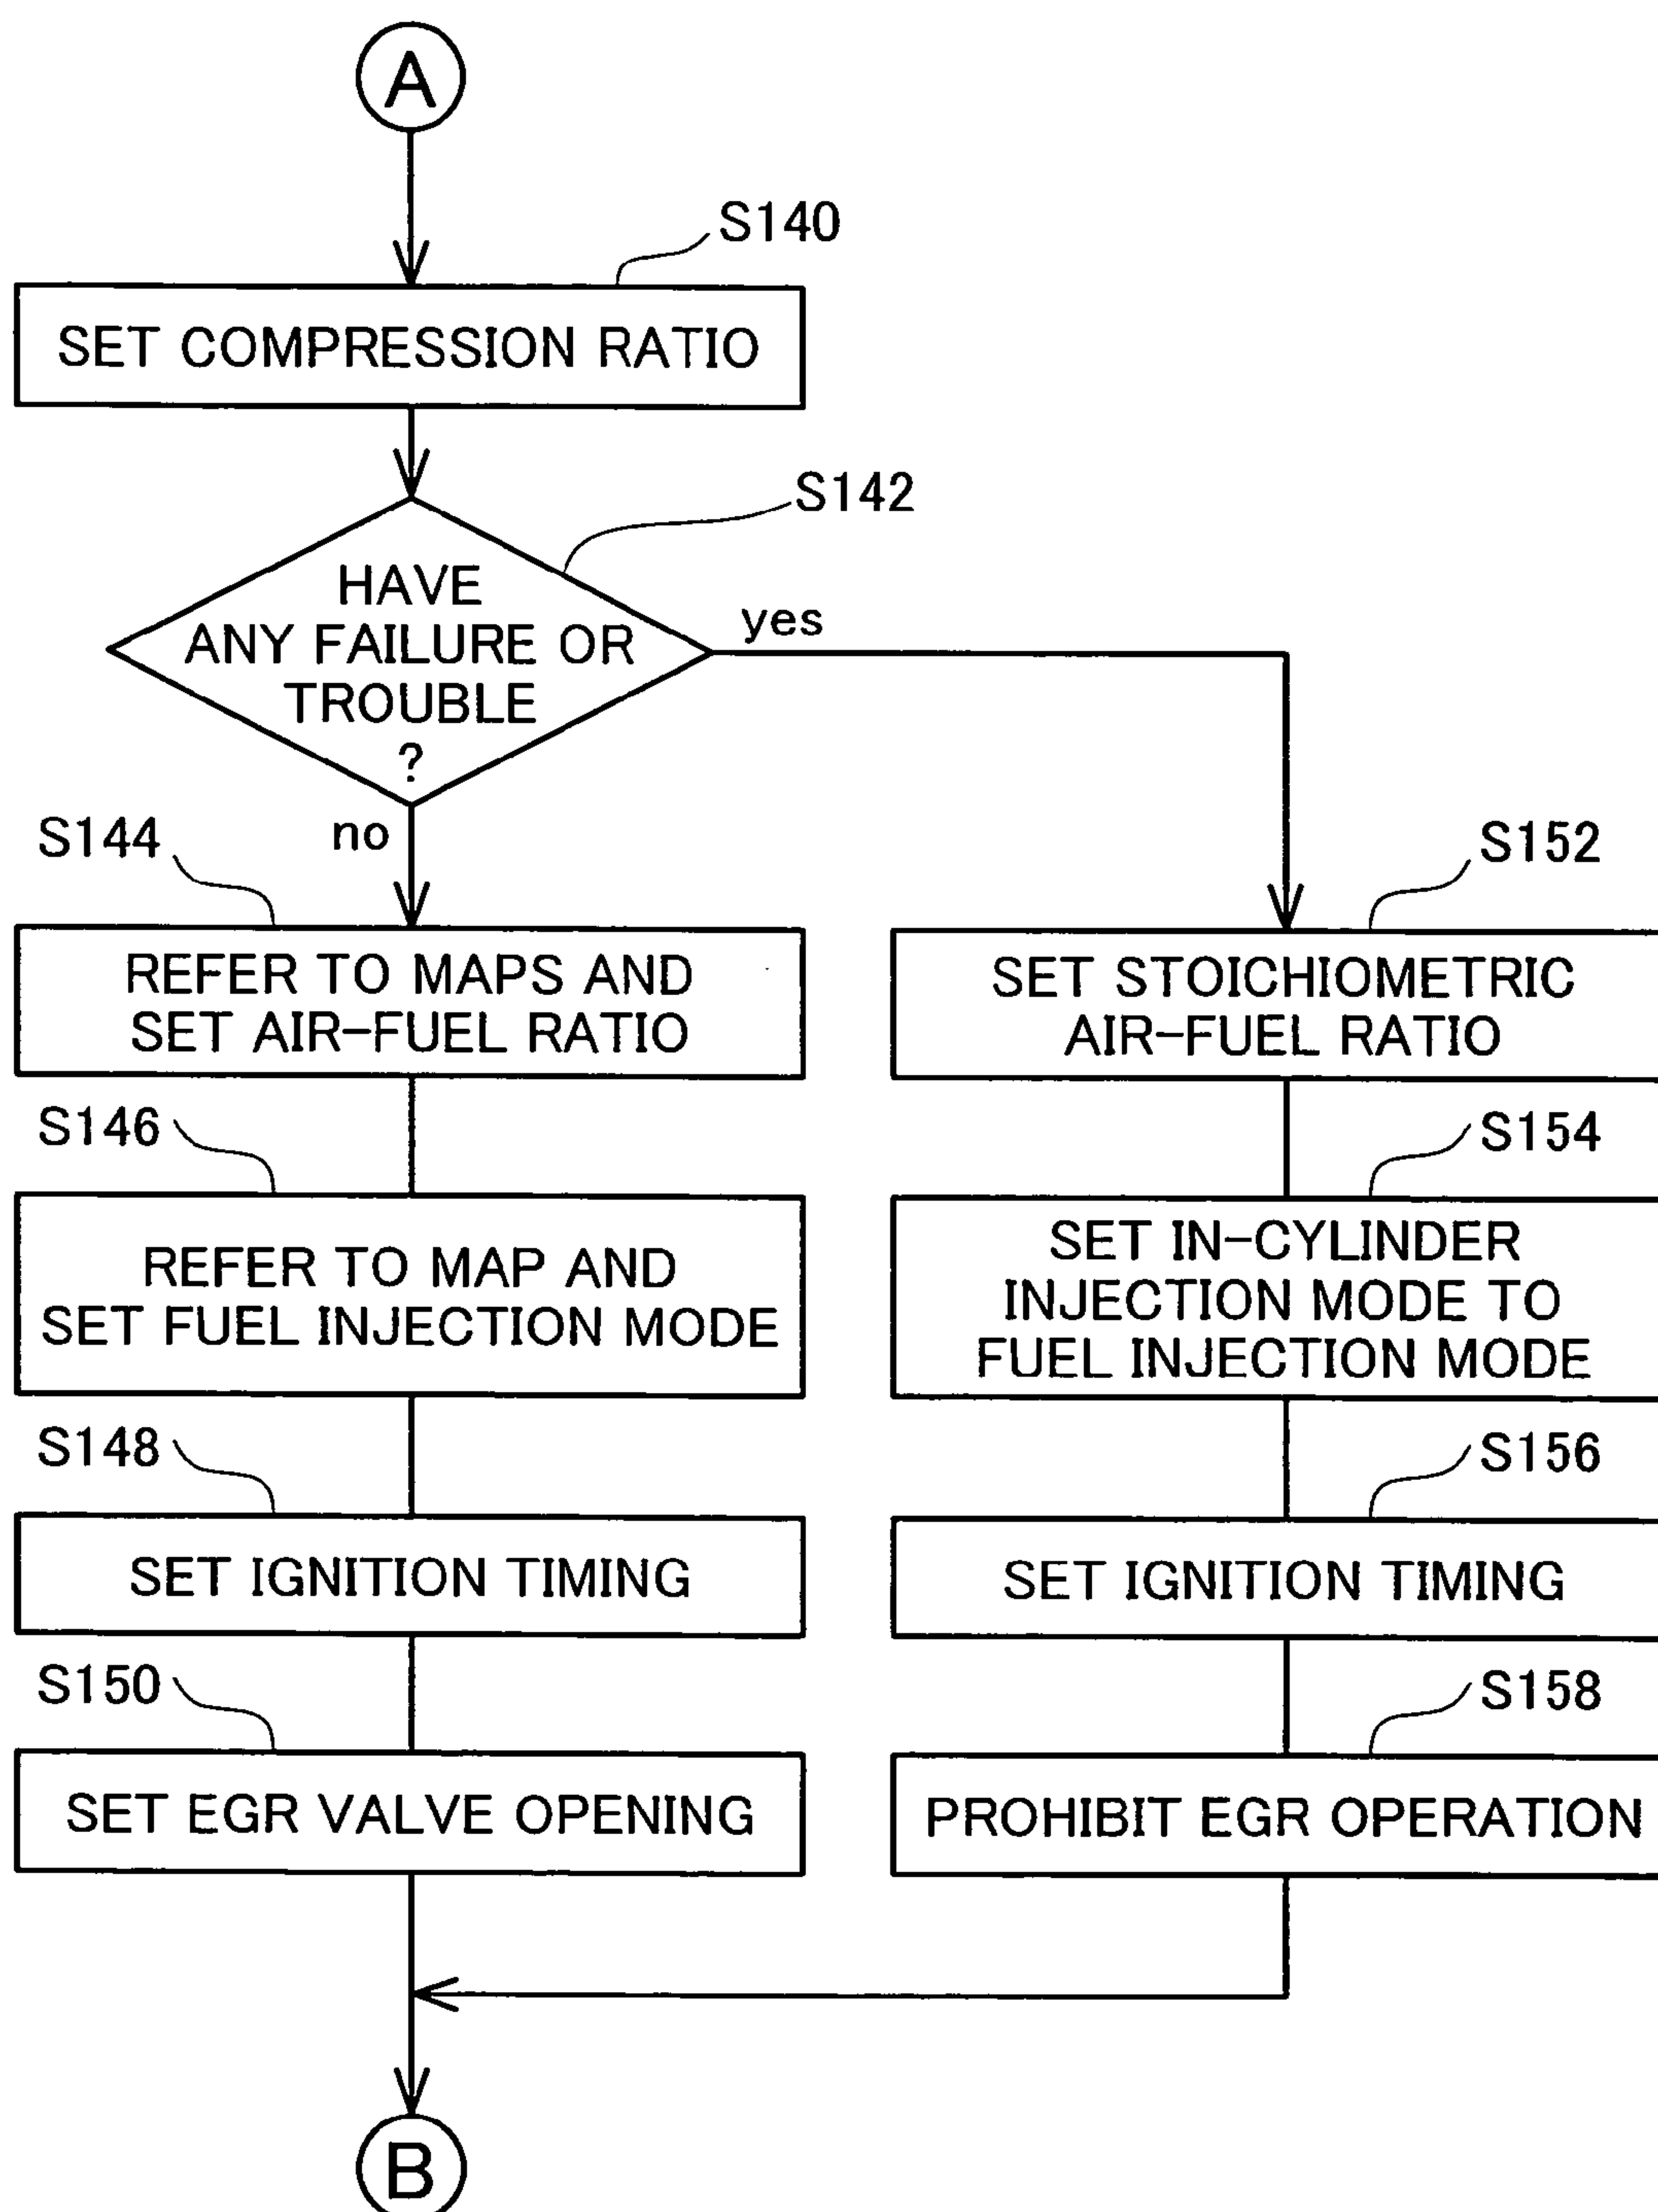 A
S140
SET COMPRESSION RATIO
S142
HAVE
ANY FAILURE OR
TROUBLE
?
yes
no
S144
REFER TO MAPS AND
SET AIR-FUEL RATIO
S146
REFER TO MAP AND
SET FUEL INJECTION MODE
S148
SET IGNITION TIMING
S150
SET EGR VALVE OPENING
S152
SET STOICHIOMETRIC
AIR-FUEL RATIO
S154
SET IN-CYLINDER
INJECTION MODE TO
FUEL INJECTION MODE
S156
SET IGNITION TIMING
S158
PROHIBIT EGR OPERATION
B